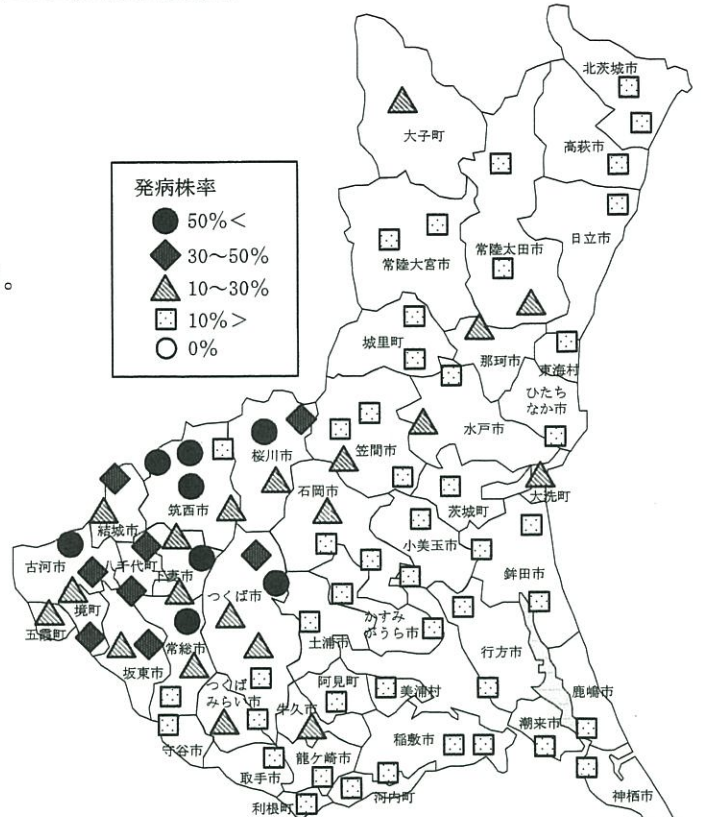 北茨城市
大子町
高萩市
発病株率
50%<
30～50%
10～30%
10%>
0%
。
日立市
常陸太田市
常陸大宮市
城里町
那珂市
東海村
ひたち
なか市
水戸市
桜川市
笠間市
石岡市
筑西市
茨城町
大洗町
結城市
小美玉市
古河市
八千代町
下妻市
鉾田市
つくば市
境町
五霞町
かすみ
がうら市
土浦市
常総市
坂東市
行方市
つくば
みらい市
阿見町
美浦村
鹿嶋市
牛久市
潮来市
稲敷市
守谷市
龍ケ崎市
取手市
河内町
神栖市
利根町